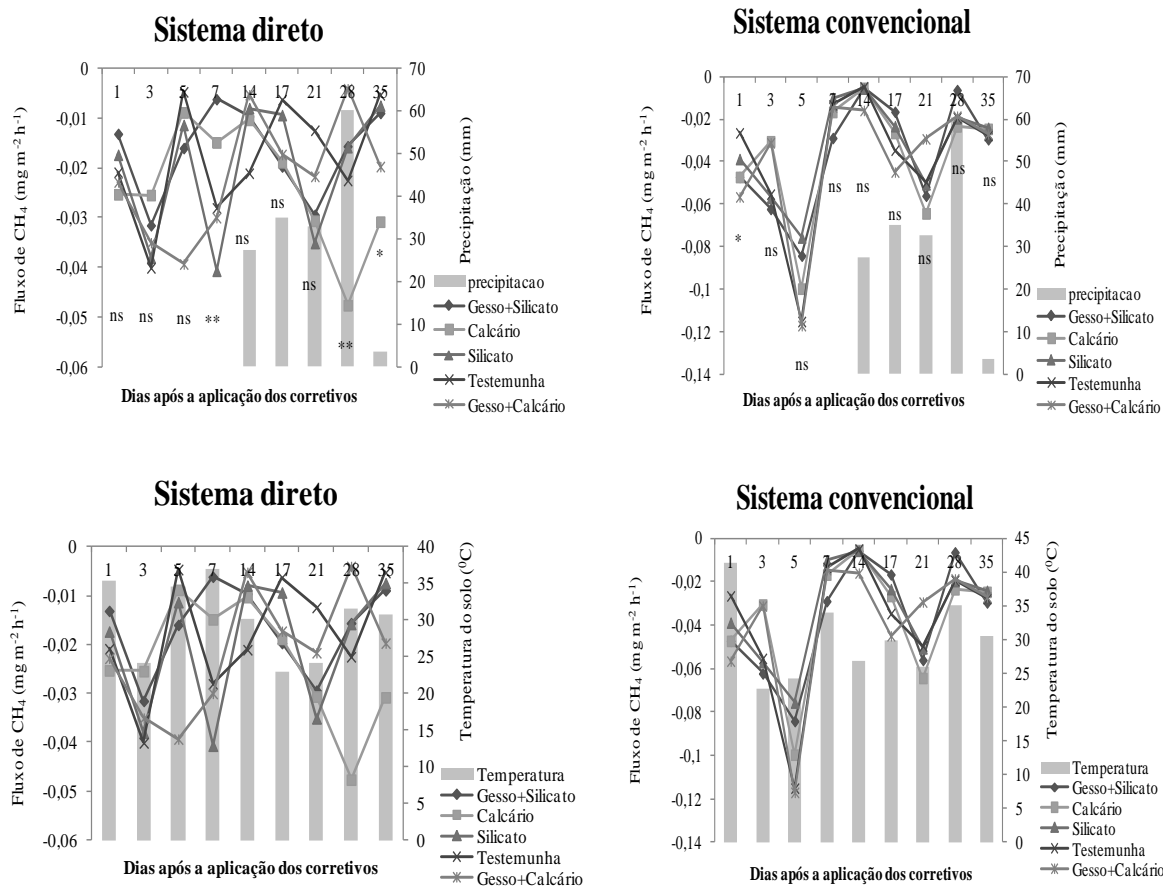 Sistema direto
0
-0,01
-0,02
-0,03
-0,04
-0,05
-0,06
Fluxo de CH₄ (mg m⁻² h⁻¹)
1 3 5 7 14 17 21 28 35
70
60
50
40
30
20
10
0
Precipitação (mm)
ns ns ns ** ns ns ns ** *
precipitacao
Gesso+Silicato
Calcário
Silicato
Testemunha
Gesso+Calcário
Dias após a aplicação dos corretivos
Sistema convencional
0
-0,02
-0,04
-0,06
-0,08
-0,1
-0,12
-0,14
Fluxo de CH₄ (mg m⁻² h⁻¹)
1 3 5 7 14 17 21 28 35
70
60
50
40
30
20
10
0
Precipitação (mm)
* ns ns ns ns ns ns ns ns
precipitacao
Gesso+Silicato
Calcário
Silicato
Testemunha
Gesso+Calcário
Dias após a aplicação dos corretivos
Sistema direto
0
-0,01
-0,02
-0,03
-0,04
-0,05
-0,06
Fluxo de CH₄ (mg m⁻² h⁻¹)
1 3 5 7 14 17 21 28 35
40
35
30
25
20
15
10
5
0
Temperatura do solo (⁰C)
Temperatura
Gesso+Silicato
Calcário
Silicato
Testemunha
Gesso+Calcário
Dias após a aplicação dos corretivos
Sistema convencional
0
-0,02
-0,04
-0,06
-0,08
-0,1
-0,12
-0,14
Fluxo de CH₄ (mg m⁻² h⁻¹)
1 3 5 7 14 17 21 28 35
45
40
35
30
25
20
15
10
5
0
Temperatura do solo (⁰C)
Temperatura
Gesso+Silicato
Calcário
Silicato
Testemunha
Gesso+Calcário
Dias após a aplicação dos corretivos